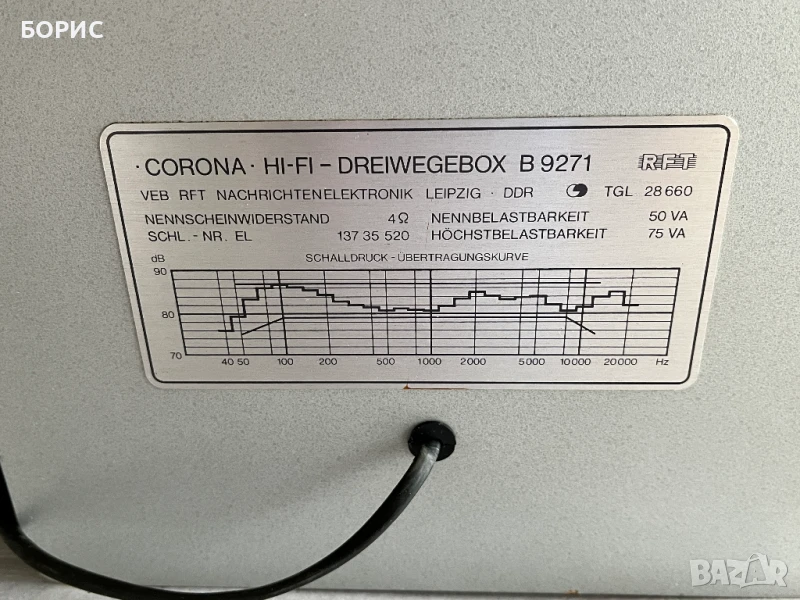 БОРИС
· CORONA · HI-FI – DREIWEGEBOX B 9271 RFT
VEB RFT NACHRICHTENELEKTRONIK LEIPZIG · DDR TGL 28 660
NENNSCHEINWIDERSTAND 4 Ω NENNBELASTBARKEIT 50 VA
SCHL. - NR. EL 137 35 520 HÖCHSTBELASTBARKEIT 75 VA
SCHALLDRUCK - ÜBERTRAGUNGSKURVE
dB
90
80
70
40 50 100 200 500 1000 2000 5000 10000 20000 Hz
BAZAR